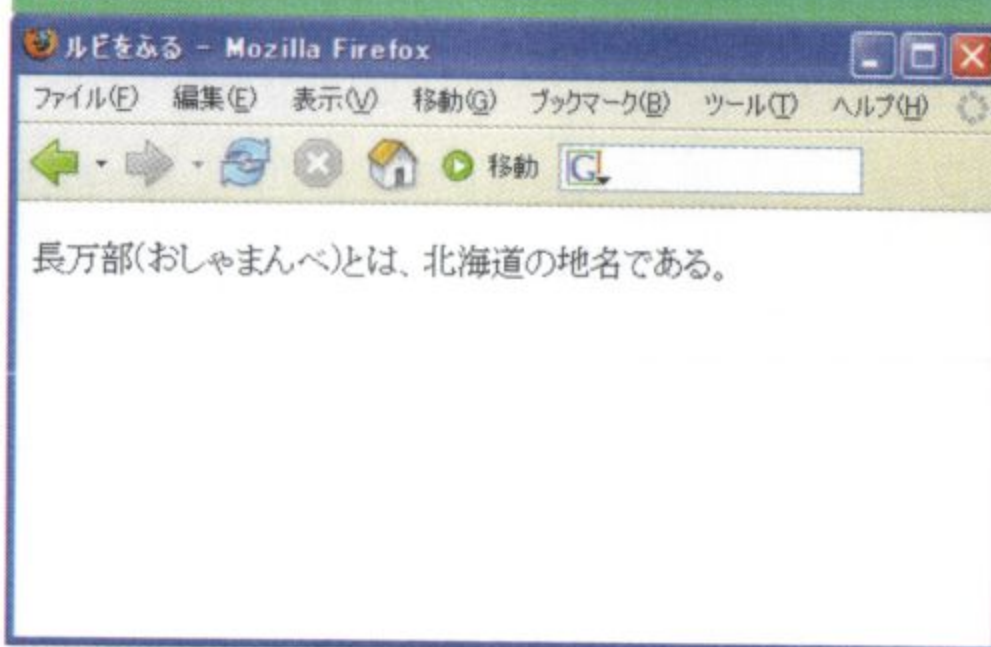 ルビをふる - Mozilla Firefox
ファイル(F) 編集(E) 表示(V) 移動(G) ブックマーク(B) ツール(T) ヘルプ(H)
移動 G
長万部(おしゃまんべ)とは、北海道の地名である。